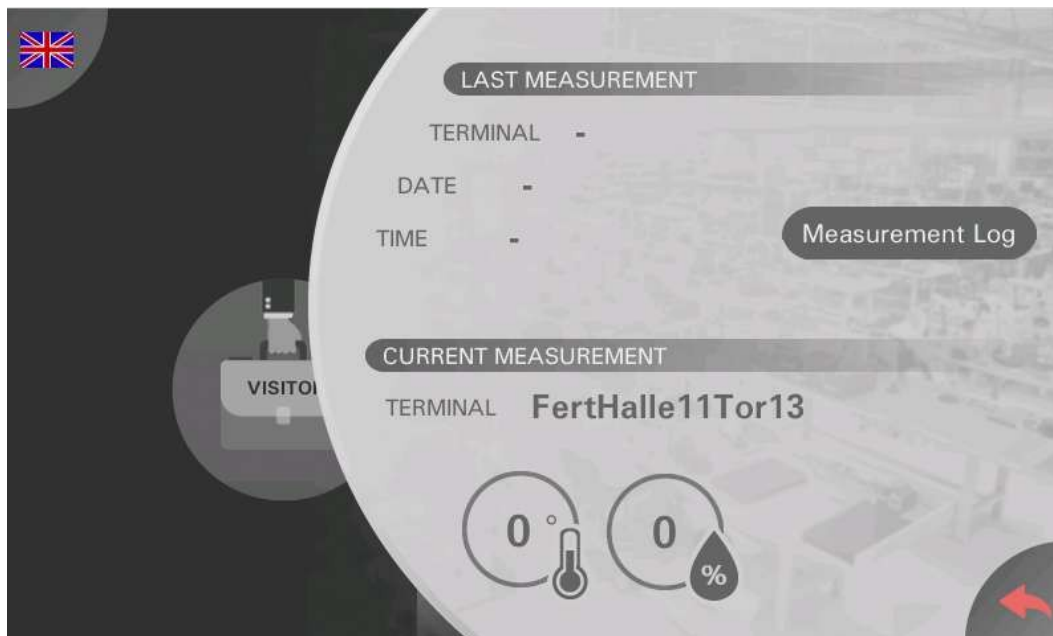 LAST MEASUREMENT
TERMINAL -
DATE -
TIME -
Measurement Log
CURRENT MEASUREMENT
VISITO
TERMINAL FertHalle11Tor13
0 °
0
%